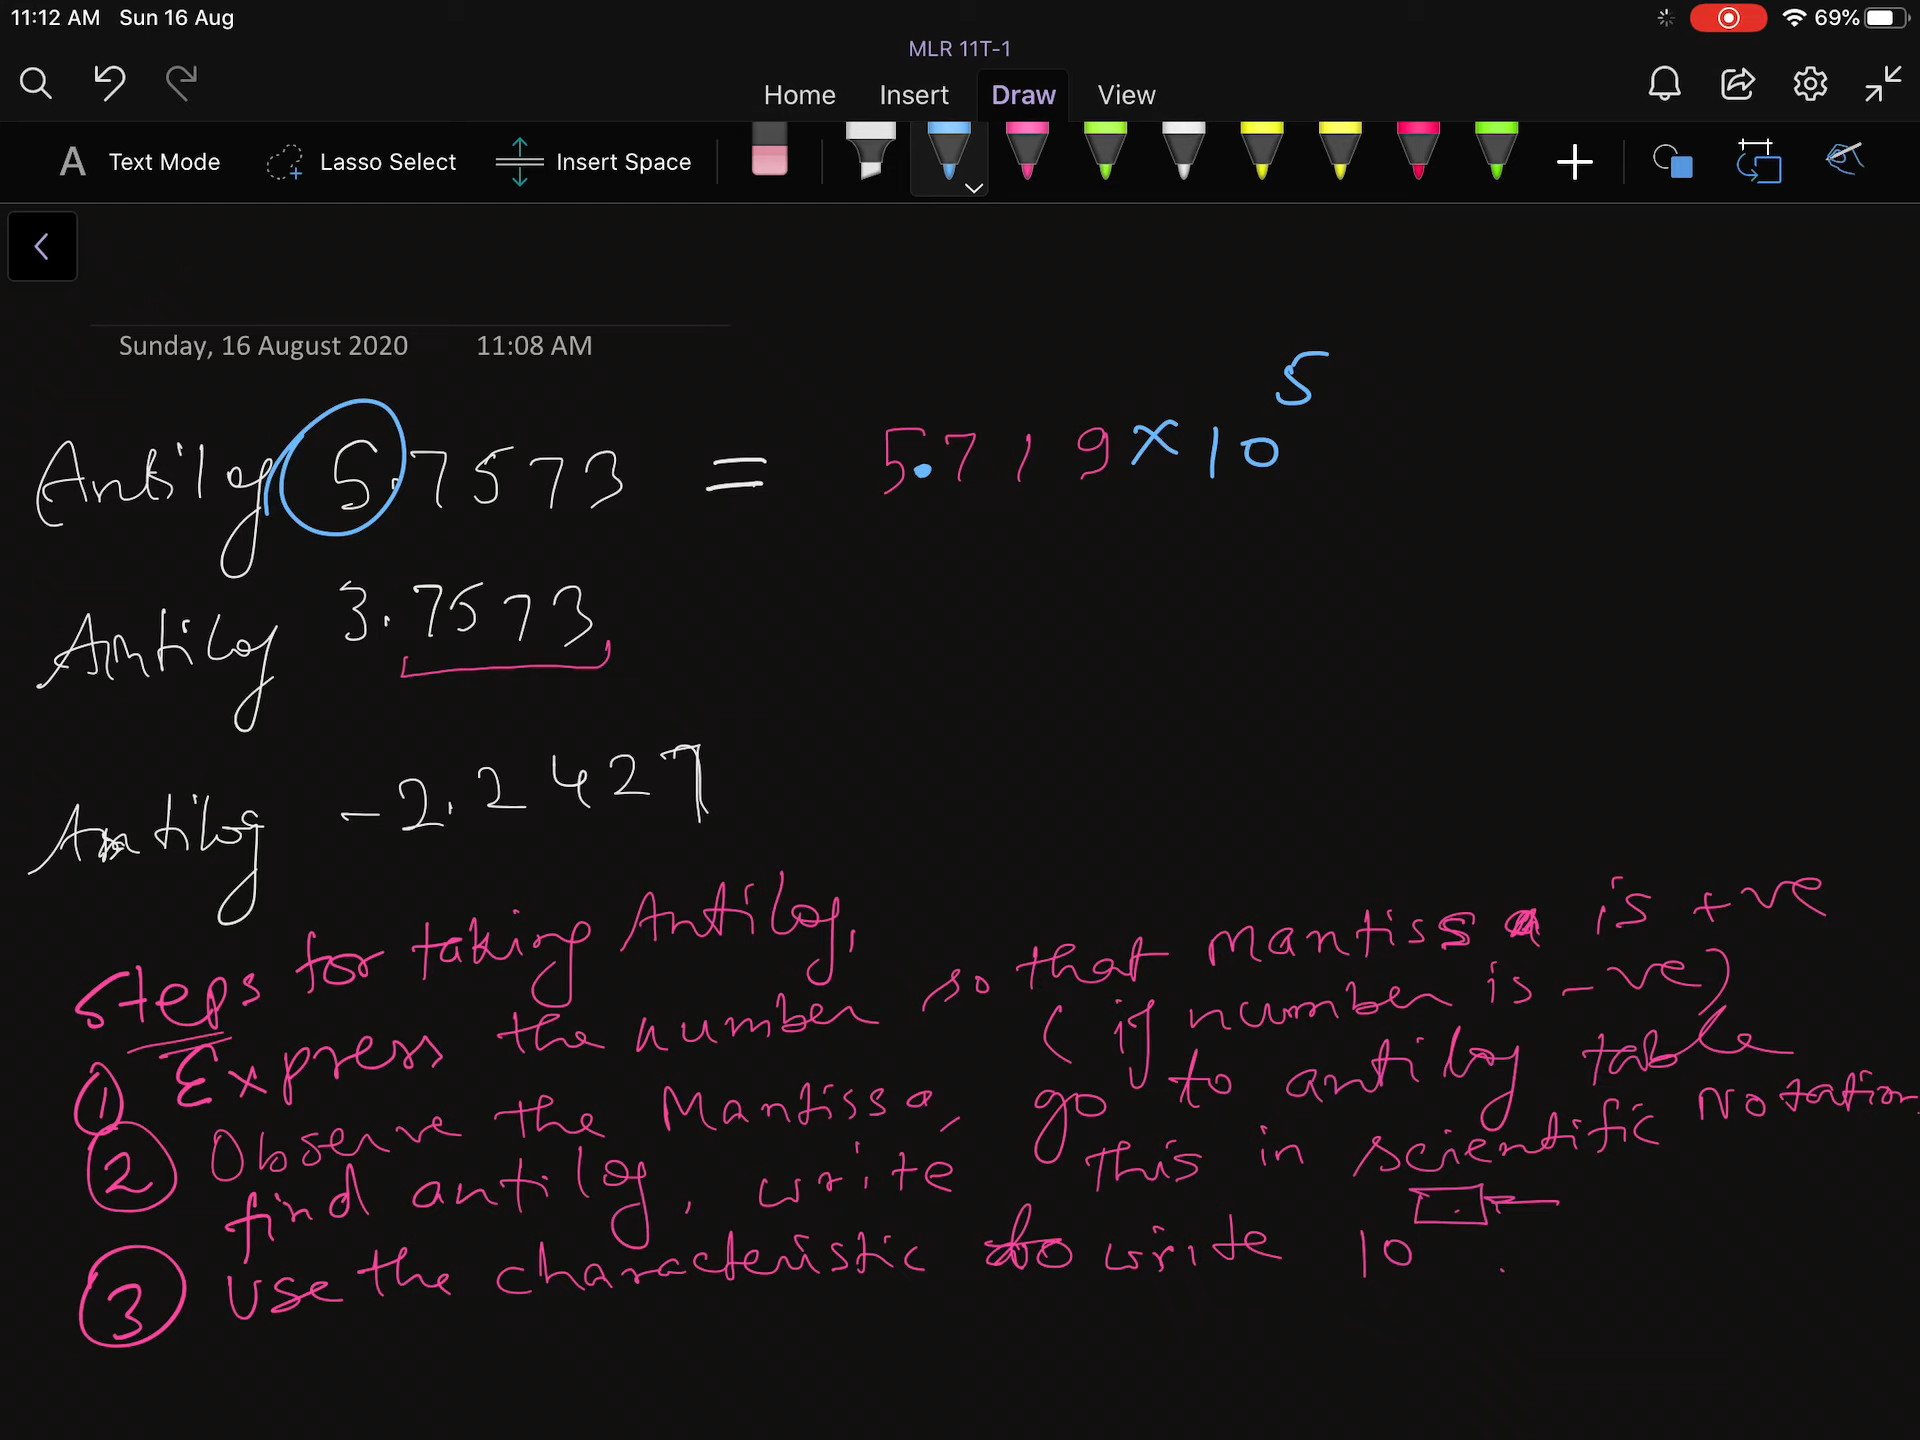 11:12 AM Sun 16 Aug 69%
MLR 11T-1
Home Insert Draw View
A Text Mode Lasso Select Insert Space
Sunday, 16 August 2020 11:08 AM
Antilog 5.7573 = 5.719 × 10^5
Antilog 3.7573
Antilog -2.2427
Steps for taking Antilog,
① Express the number so that mantissa is +ve
(if number is -ve)
② Observe the Mantissa, go to antilog table
find antilog, write this in scientific Notation
③ Use the characteristic to write 10